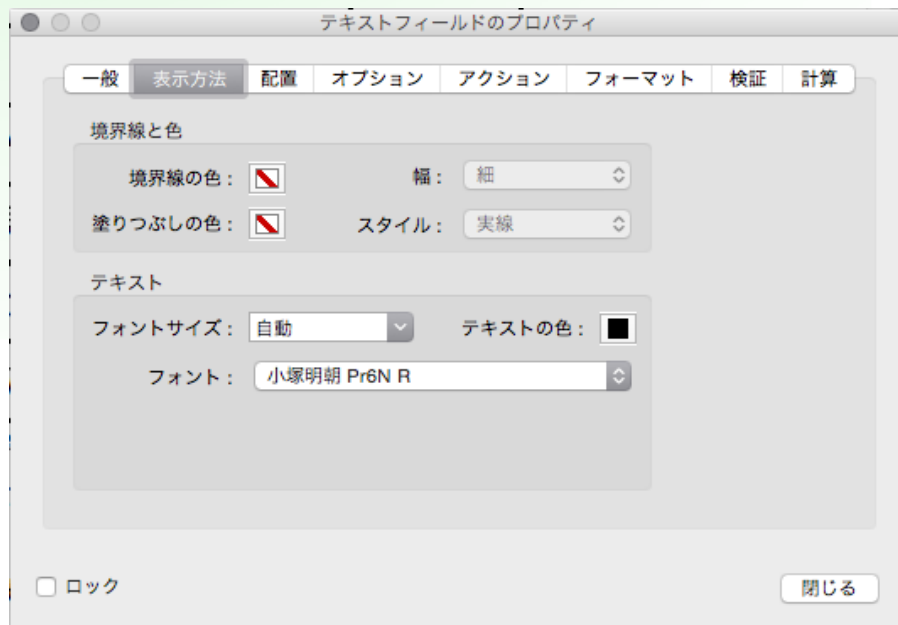 テキストフィールドのプロパティ
一般 表示方法 配置 オプション アクション フォーマット 検証 計算
境界線と色
境界線の色： 幅： 細
塗りつぶしの色： スタイル： 実線
テキスト
フォントサイズ： 自動 テキストの色：
フォント： 小塚明朝 Pr6N R
ロック 閉じる